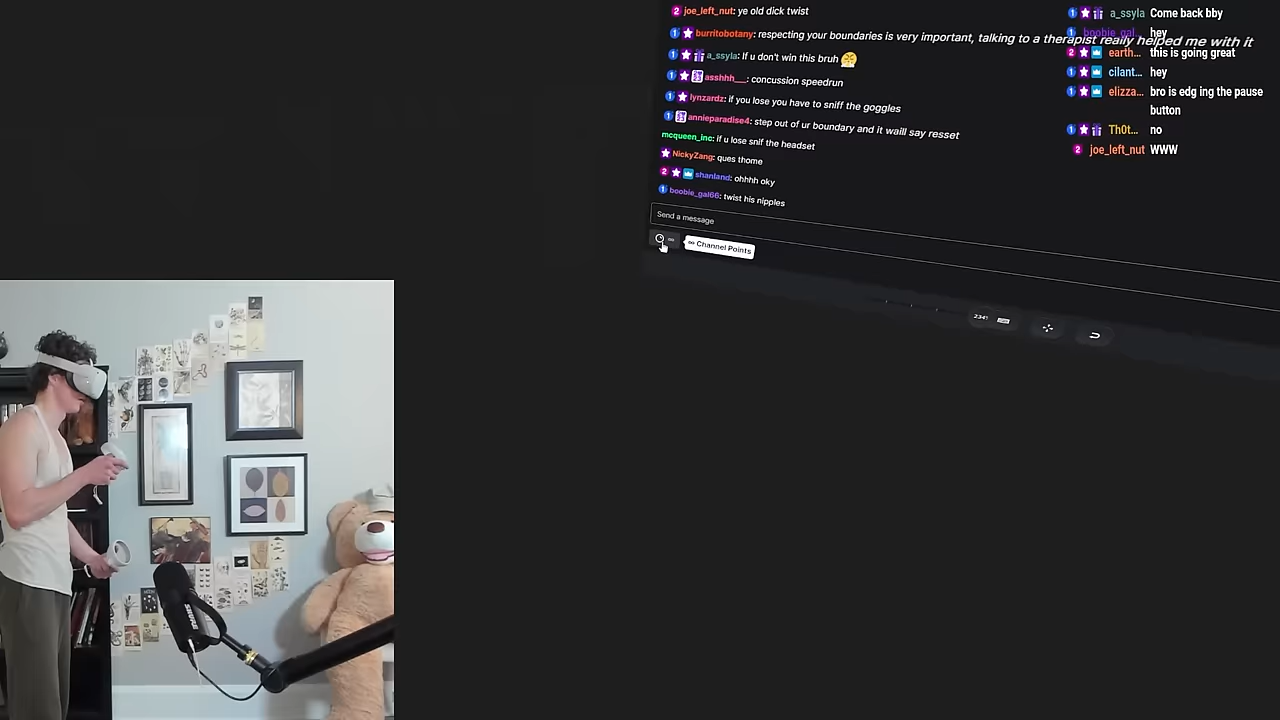 joe_left_nut: ye old dick twist
burritobotany: respecting your boundaries is very important, talking to a therapist really helped me with it
a_ssyla: If u don't win this bruh
asshhh___: concussion speedrun
lynzardz: if you lose you have to sniff the goggles
annieparadise4: step out of ur boundary and it waill say resset
mcqueen_inc: if u lose snif the headset
NickyZang: ques thome
shanland: ohhhh oky
boobie_gal66: twist his nipples
Send a message
∞ Channel Points
a_ssyla Come back bby
boobie_gal... hey
earth... this is going great
cilant... hey
elizza... bro is edg ing the pause
button
Th0t... no
joe_left_nut WWW
SHURE